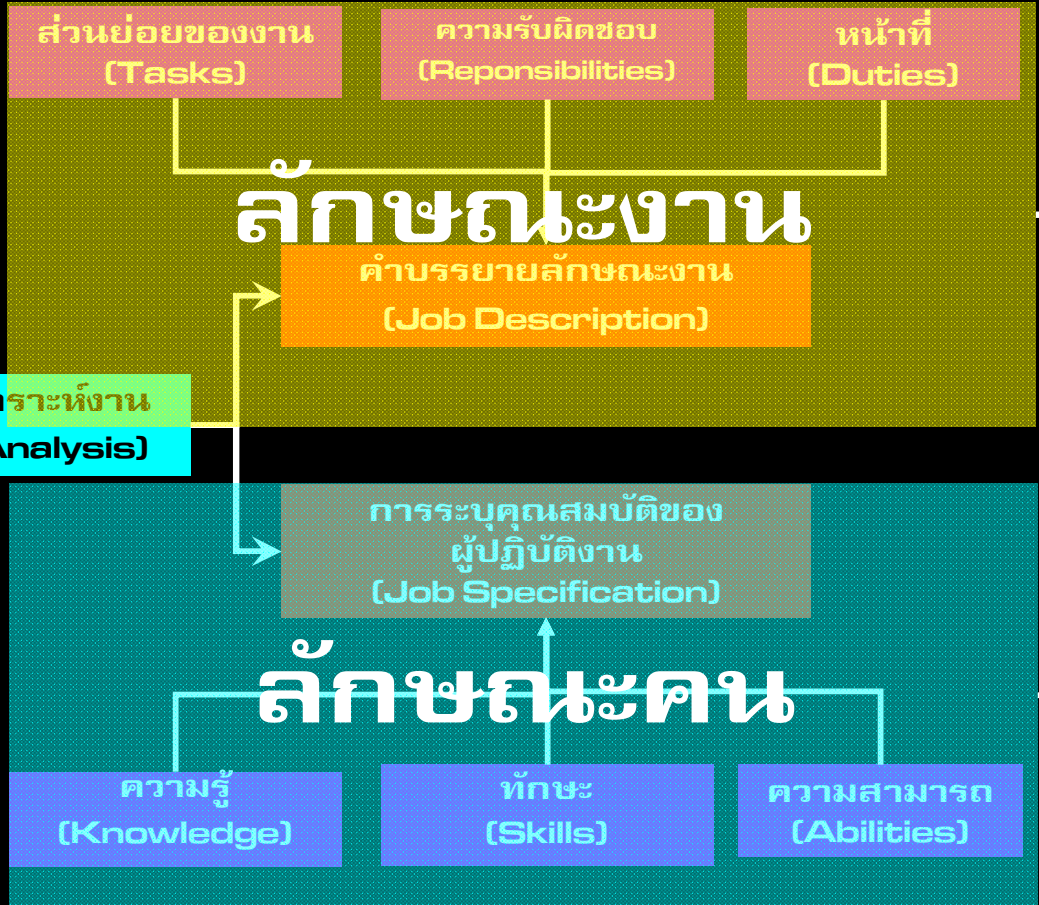 ส่วนย่อยของงาน
(Tasks)
ความรับผิดชอบ
(Reponsibilities)
หน้าที่
(Duties)
ลักษณะงาน
คำบรรยายลักษณะงาน
(Job Description)
ราะห์งาน
Analysis)
การระบุคุณสมบัติของ
ผู้ปฏิบัติงาน
(Job Specification)
ลักษณะคน
ความรู้
(Knowledge)
ทักษะ
(Skills)
ความสามารถ
(Abilities)